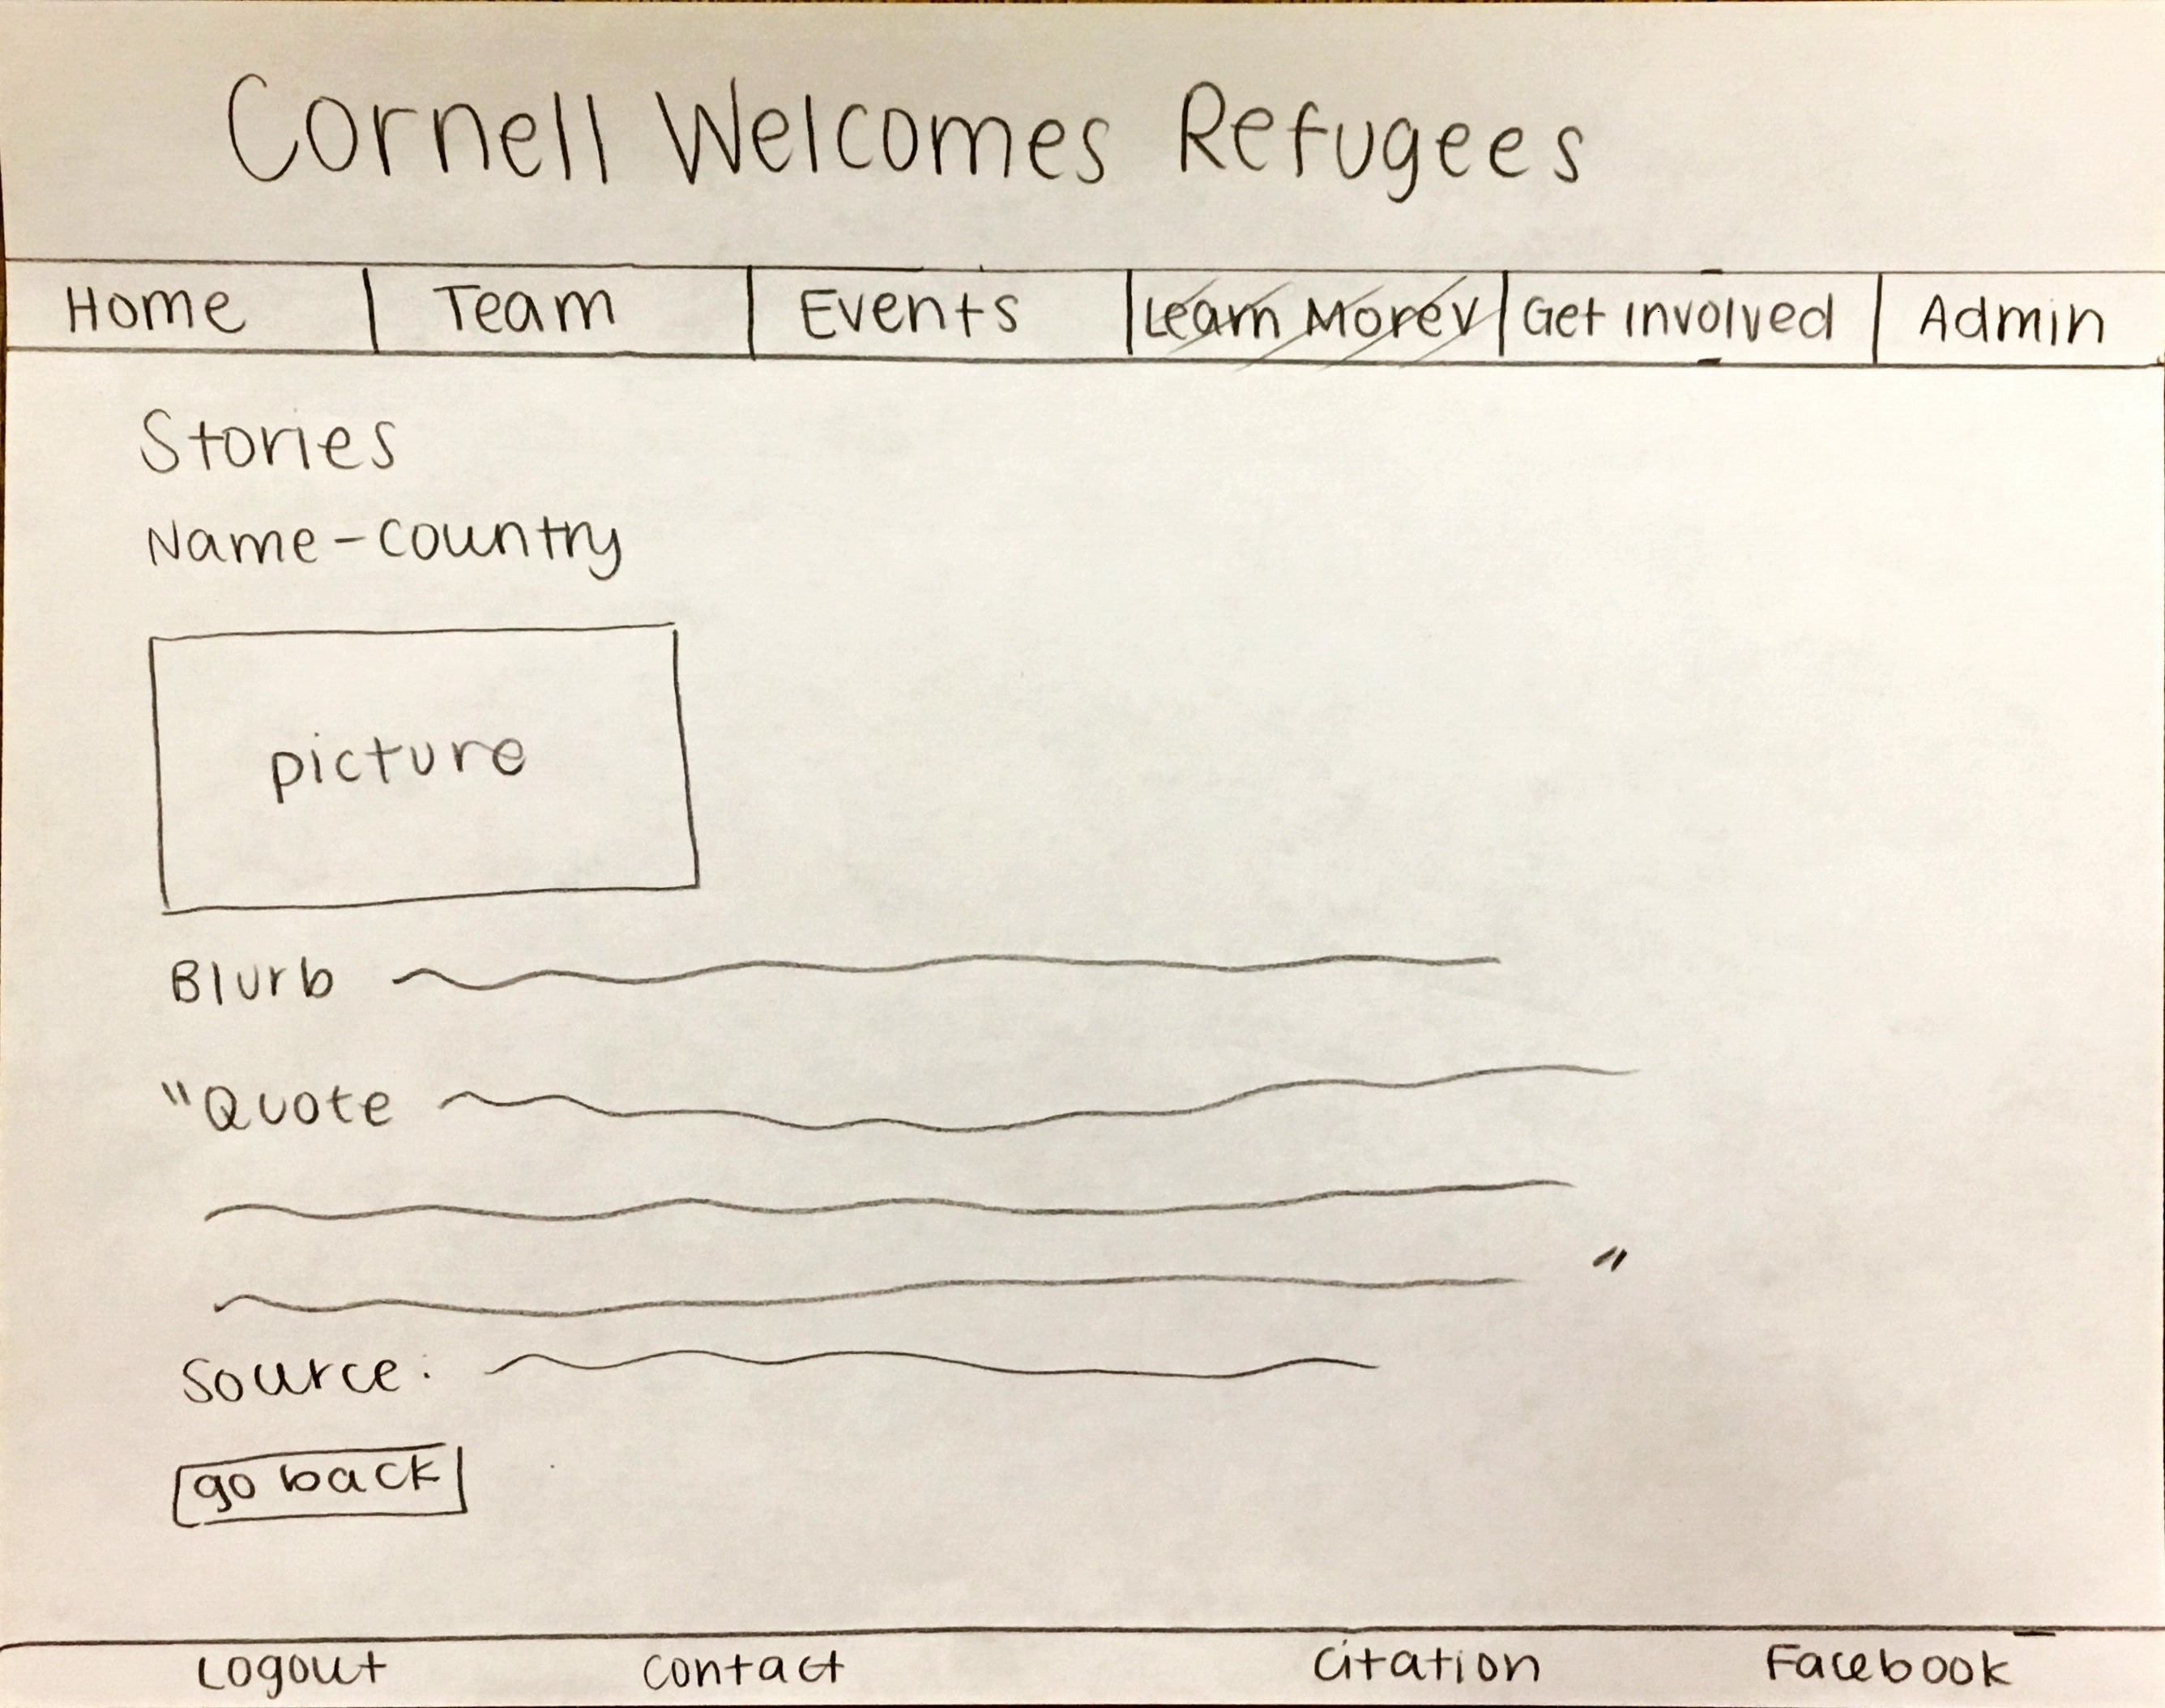 Cornell Welcomes Refugees
Home | Team | Events | Learn More v | Get involved | Admin
Stories
Name - Country
picture
Blurb
"Quote
"
Source:
go back
Logout contact citation Facebook